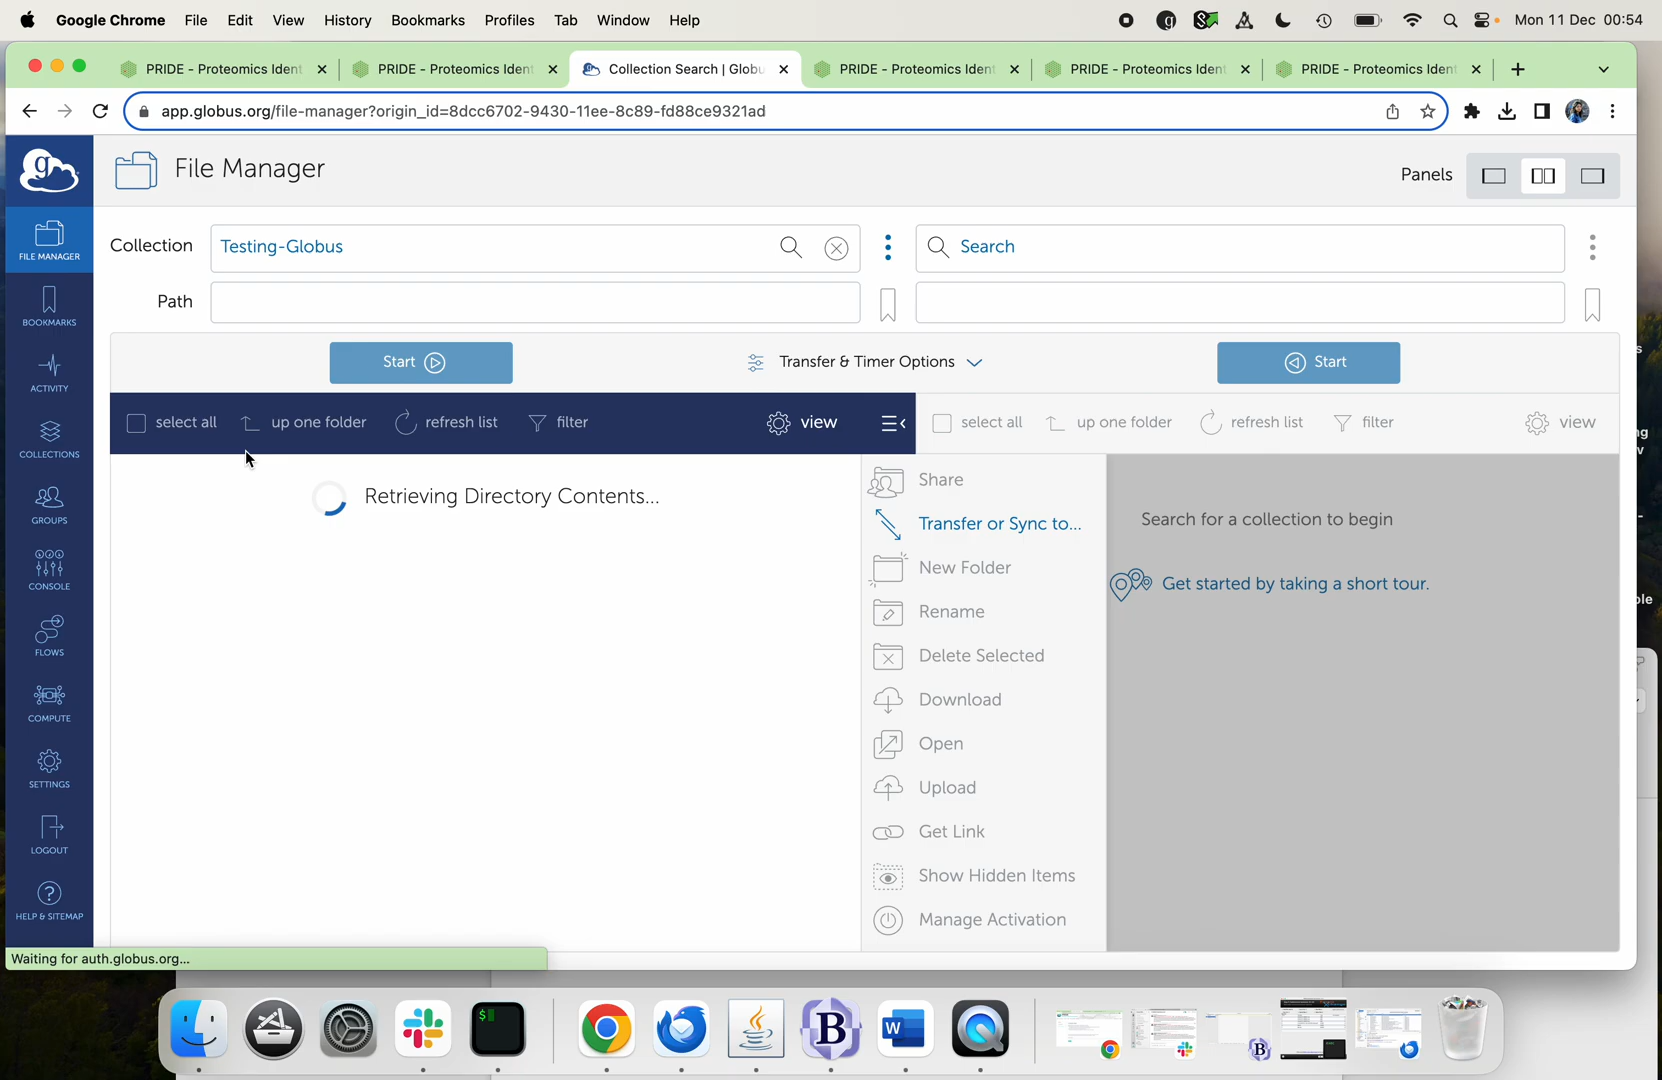 Google Chrome File Edit View History Bookmarks Profiles Tab Window Help Mon 11 Dec 00:54
PRIDE - Proteomics Ident PRIDE - Proteomics Ident Collection Search | Globu PRIDE - Proteomics Ident PRIDE - Proteomics Ident PRIDE - Proteomics Ident
app.globus.org/file-manager?origin_id=8dcc6702-9430-11ee-8c89-fd88ce9321ad
File Manager
Panels
FILE MANAGER
BOOKMARKS
ACTIVITY
COLLECTIONS
GROUPS
CONSOLE
FLOWS
COMPUTE
SETTINGS
LOGOUT
HELP & SITEMAP
Collection Testing-Globus Search
Path
Start Transfer & Timer Options Start
select all up one folder refresh list filter view select all up one folder refresh list filter view
Retrieving Directory Contents...
Share
Transfer or Sync to...
New Folder
Rename
Delete Selected
Download
Open
Upload
Get Link
Show Hidden Items
Manage Activation
Search for a collection to begin
Get started by taking a short tour.
Waiting for auth.globus.org...